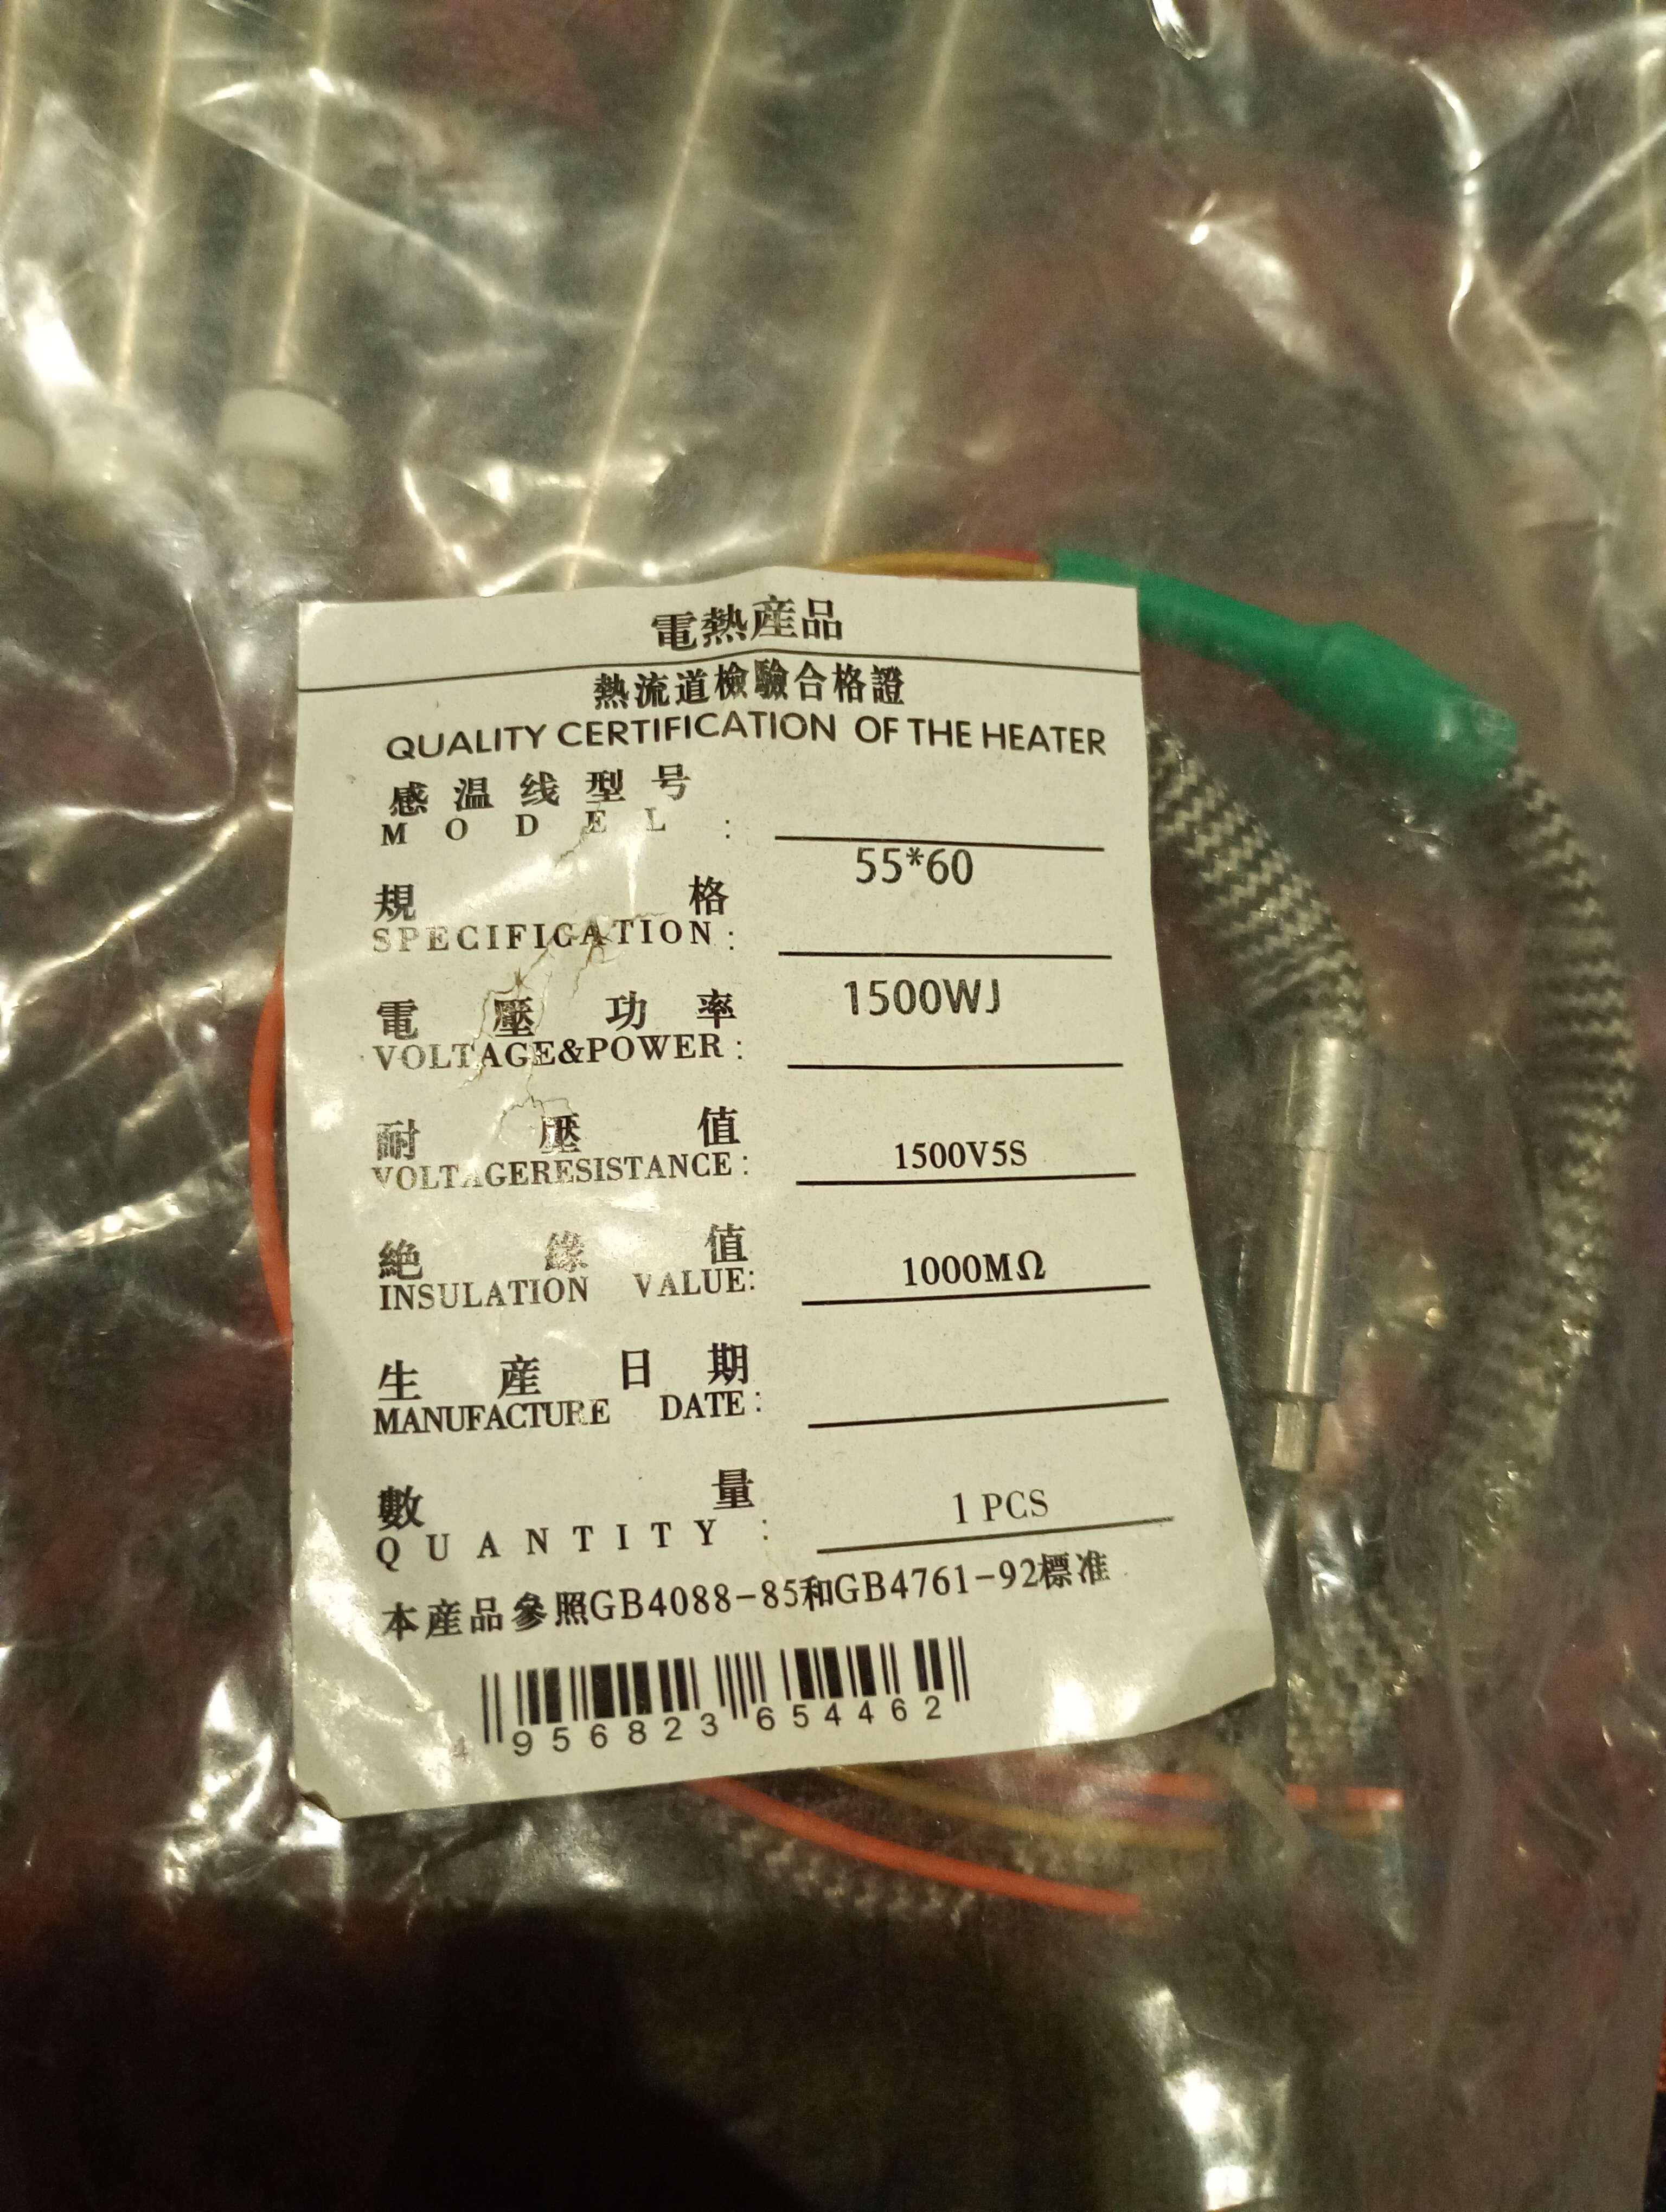 電熱産品
熱流道檢驗合格證
QUALITY CERTIFICATION OF THE HEATER
感温线型号
MODEL :
55*60
規格
SPECIFICATION :
1500WJ
電壓功率
VOLTAGE&POWER :
耐壓值
VOLTAGERESISTANCE : 1500V5S
絶緣值
INSULATION VALUE: 1000MΩ
生産日期
MANUFACTURE DATE :
數量
QUANTITY : 1 PCS
本産品參照GB4088-85和GB4761-92標准
4 956823 654462